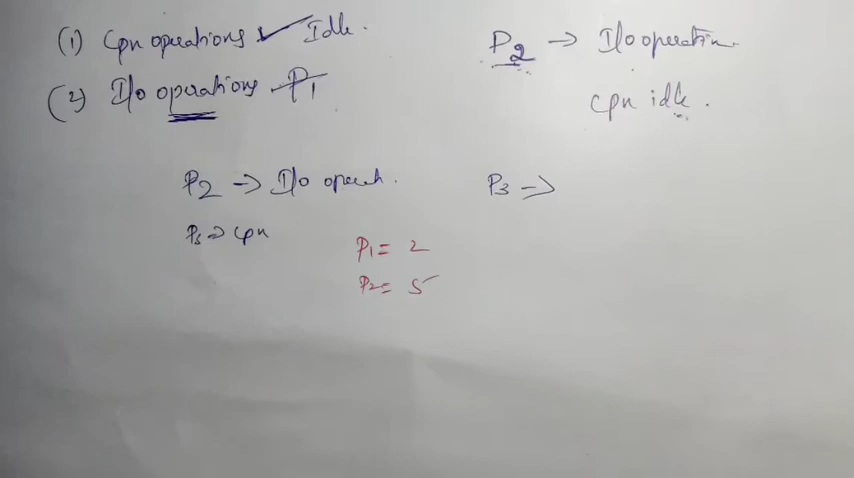 (1) Cpu operations ✓ Idle.
(2) I/o operations P1
P2 -> I/o operation.
cpu idle.
P2 -> I/o operat.
P3 =>
P3 => cpu
P1 = 2
P2 = 5